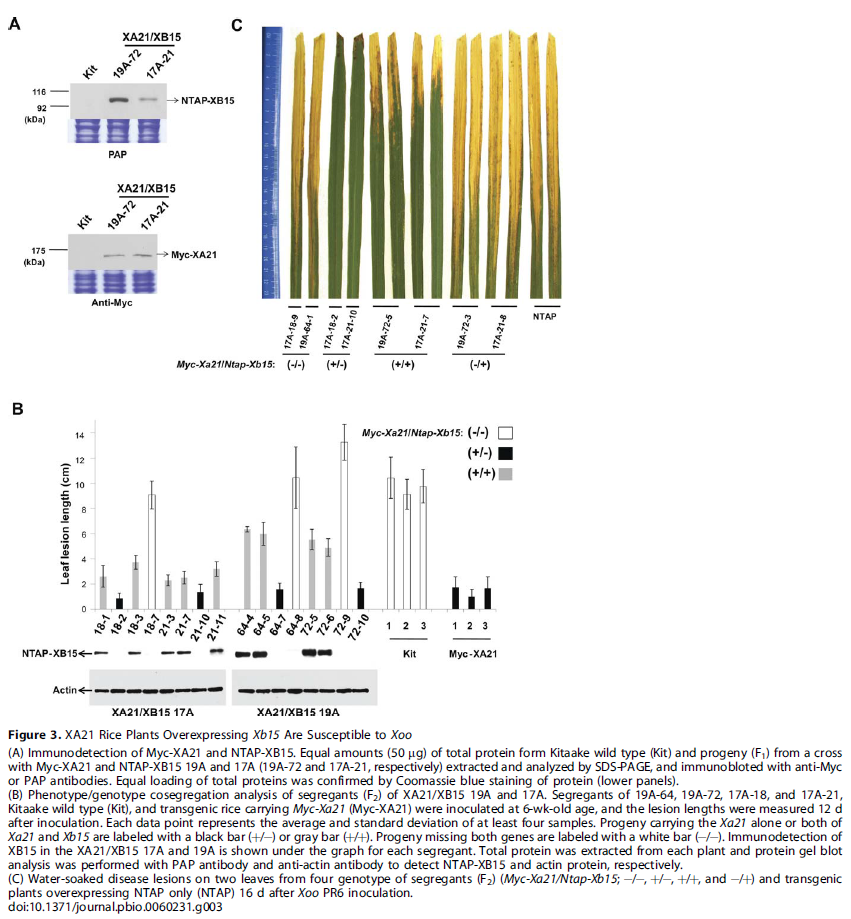 A
C
XA21/XB15
Kit
19A-72
17A-21
116
92
(kDa)
NTAP-XB15
PAP
XA21/XB15
Kit
19A-72
17A-21
175
(kDa)
Myc-XA21
Anti-Myc
17A-18-9
19A-64-1
17A-18-2
17A-21-10
19A-72-5
17A-21-7
19A-72-3
17A-21-8
NTAP
Myc-Xa21/Ntap-Xb15: (-/-) (+/-) (+/+) (-/+)
B
Leaf lesion length (cm)
14
12
10
8
6
4
2
0
Myc-Xa21/Ntap-Xb15: (-/-)
(+/-)
(+/+)
18-1 18-2 18-3 18-7 21-3 21-7 21-10 21-11 64-4 64-5 64-7 64-8 72-5 72-6 72-9 72-10
1 2 3 1 2 3
Kit Myc-XA21
NTAP-XB15
Actin
XA21/XB15 17A XA21/XB15 19A
Figure 3. XA21 Rice Plants Overexpressing Xb15 Are Susceptible to Xoo
(A) Immunodetection of Myc-XA21 and NTAP-XB15. Equal amounts (50 μg) of total protein form Kitaake wild type (Kit) and progeny (F1) from a cross
with Myc-XA21 and NTAP-XB15 19A and 17A (19A-72 and 17A-21, respectively) extracted and analyzed by SDS-PAGE, and immunobloted with anti-Myc
or PAP antibodies. Equal loading of total proteins was confirmed by Coomassie blue staining of protein (lower panels).
(B) Phenotype/genotype cosegregation analysis of segregants (F2) of XA21/XB15 19A and 17A. Segregants of 19A-64, 19A-72, 17A-18, and 17A-21,
Kitaake wild type (Kit), and transgenic rice carrying Myc-Xa21 (Myc-XA21) were inoculated at 6-wk-old age, and the lesion lengths were measured 12 d
after inoculation. Each data point represents the average and standard deviation of at least four samples. Progeny carrying the Xa21 alone or both of
Xa21 and Xb15 are labeled with a black bar (+/−) or gray bar (+/+). Progeny missing both genes are labeled with a white bar (−/−). Immunodetection of
XB15 in the XA21/XB15 17A and 19A is shown under the graph for each segregant. Total protein was extracted from each plant and protein gel blot
analysis was performed with PAP antibody and anti-actin antibody to detect NTAP-XB15 and actin protein, respectively.
(C) Water-soaked disease lesions on two leaves from four genotype of segregants (F2) (Myc-Xa21/Ntap-Xb15; −/−, +/−, +/+, and −/+) and transgenic
plants overexpressing NTAP only (NTAP) 16 d after Xoo PR6 inoculation.
doi:10.1371/journal.pbio.0060231.g003